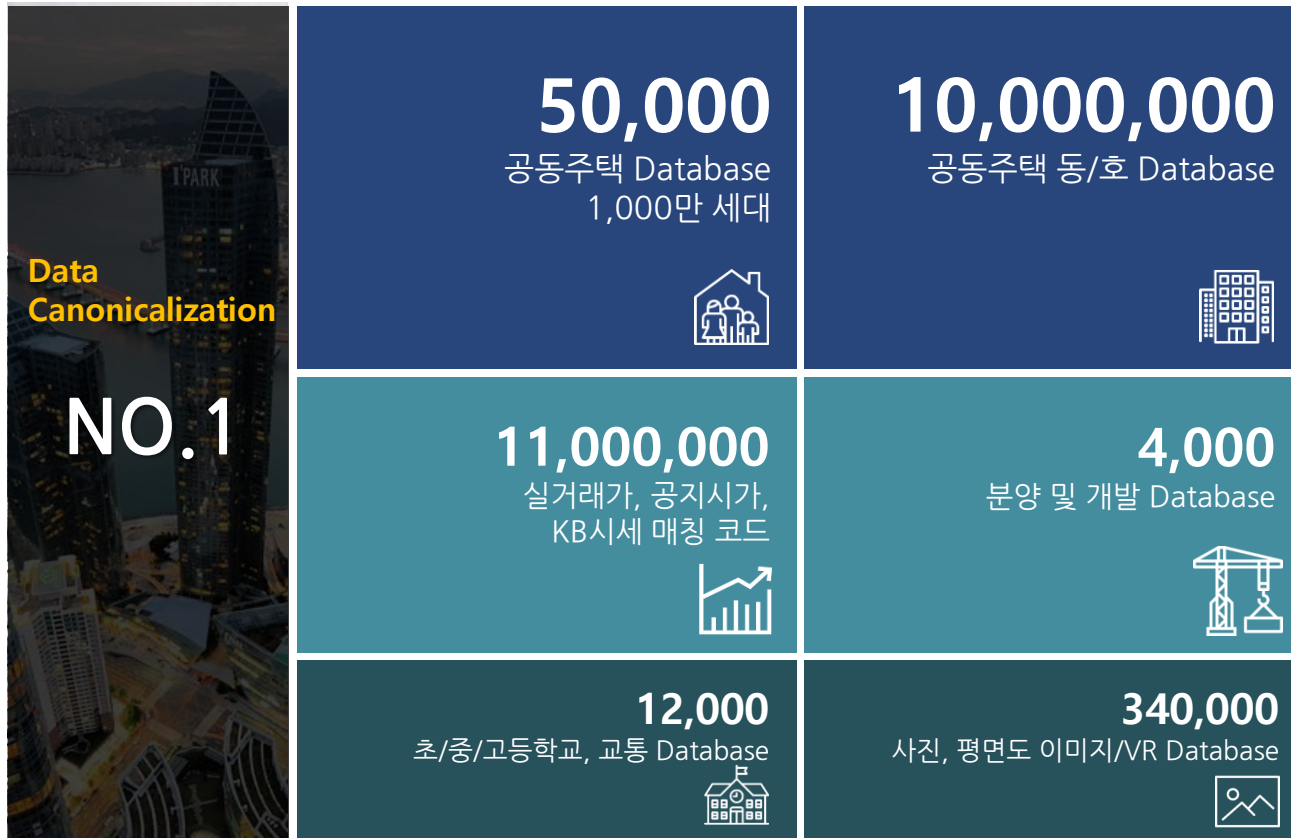 Data
Canonicalization
NO.1
I'PARK
50,000
공동주택 Database
1,000만 세대
10,000,000
공동주택 동/호 Database
11,000,000
실거래가, 공지시가,
KB시세 매칭 코드
4,000
분양 및 개발 Database
12,000
초/중/고등학교, 교통 Database
340,000
사진, 평면도 이미지/VR Database